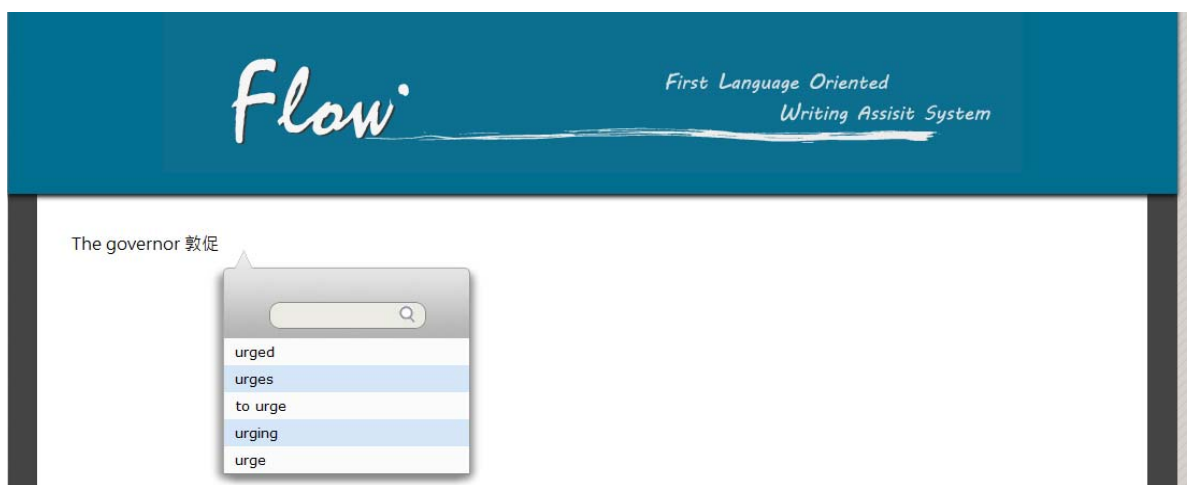 Flow
First Language Oriented
Writing Assisit System
The governor 敦促
urged
urges
to urge
urging
urge